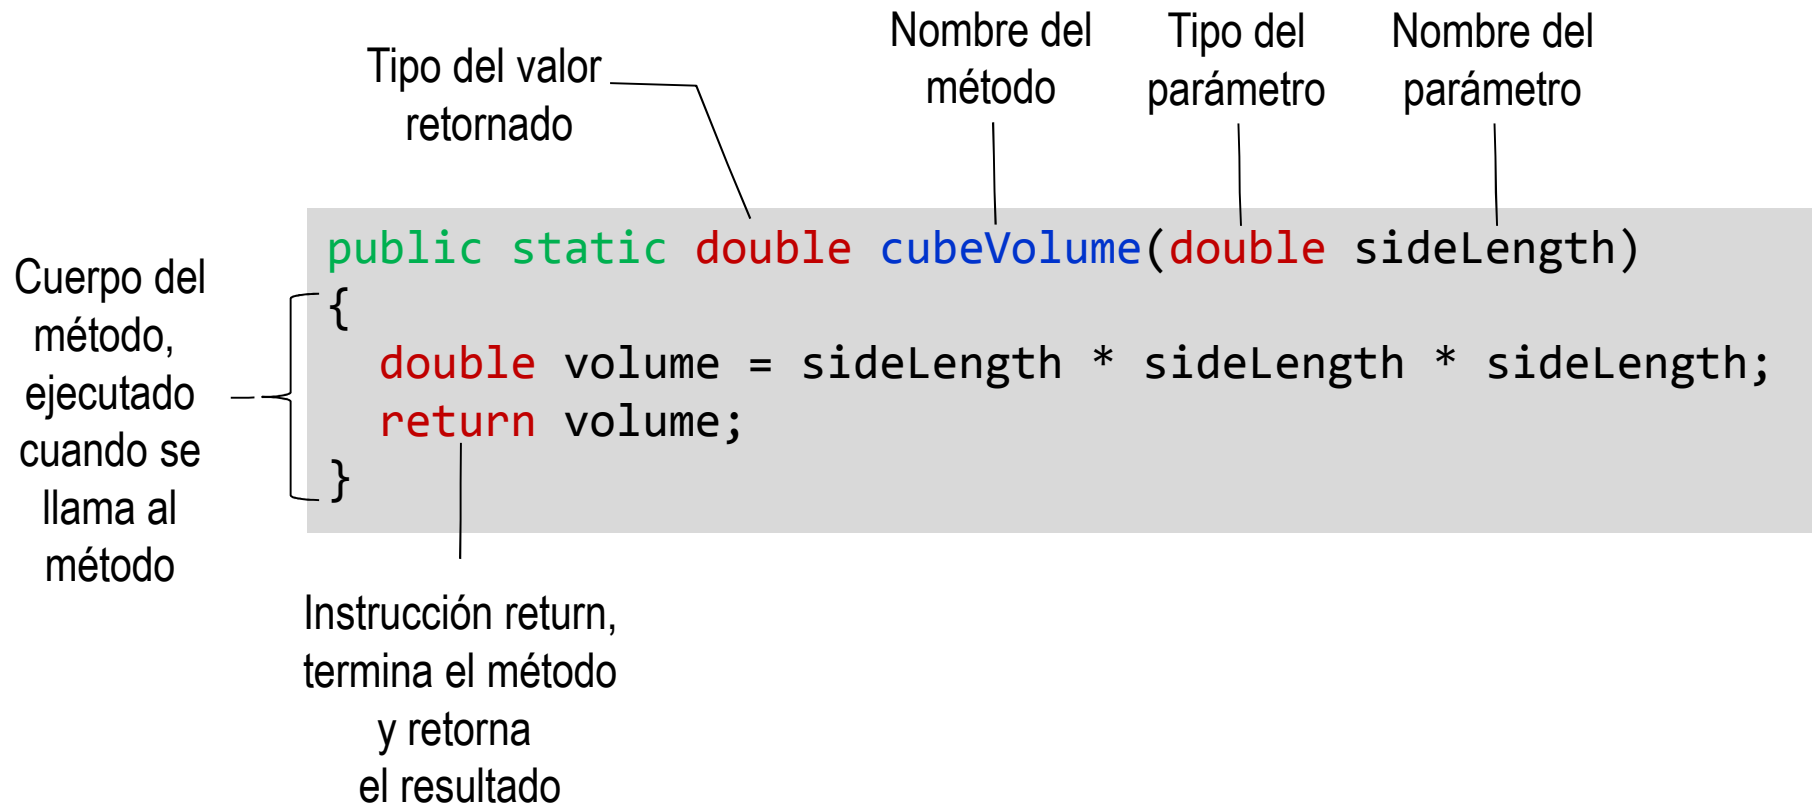 Tipo del valor
retornado
Nombre del
método
Tipo del
parámetro
Nombre del
parámetro
public static double cubeVolume(double sideLength)
{
double volume = sideLength * sideLength * sideLength;
return volume;
}
Cuerpo del
método,
ejecutado
cuando se
llama al
método
Instrucción return,
termina el método
y retorna
el resultado